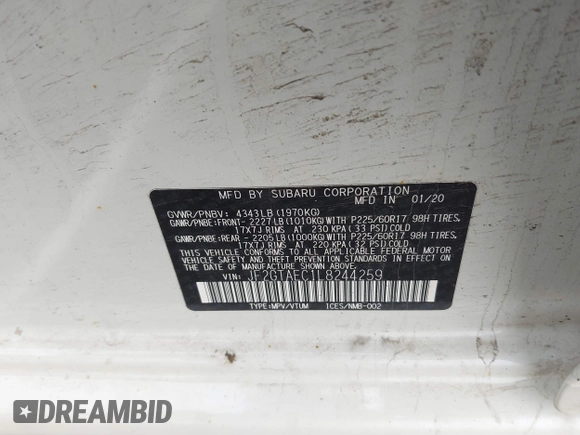 MFD BY SUBARU CORPORATION
MFD IN 01/20
GVWR/PNBV: 4343LB(1970KG)
GAWR/PNBE:FRONT-2227LB(1010KG)WITH P225/60R17 98H TIRES.
17X7J RIMS AT 230 KPA(33 PSI)COLD
GAWR/PNBE:REAR -2205LB(1000KG)WITH P225/60R17 98H TIRES.
17X7J RIMS AT 220 KPA(32 PSI)COLD
THIS VEHICLE CONFORMS TO ALL APPLICABLE
U.S. FEDERAL MOTOR VEHICLE SAFETY AND
THEFT PREVENTION STANDARDS IN EFFECT ON THE
DATE OF MANUFACTURE SHOWN ABOVE.
VIN: JF2GTAEC1L8244259
TYPE:MPV/VTUM ICES/NMB-002
DREAMBID